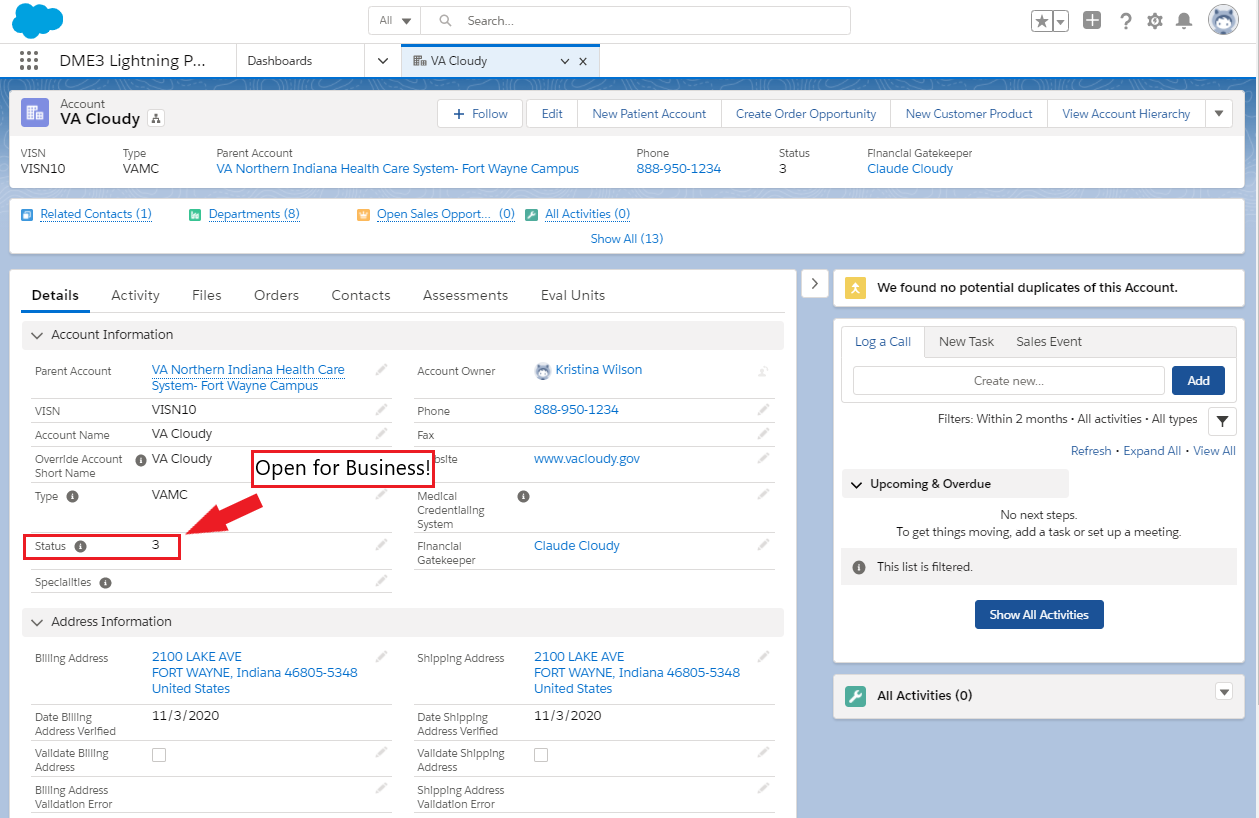 All
Search...
DME3 Lightning P...
Dashboards
VA Cloudy
Account
VA Cloudy
Follow
Edit
New Patient Account
Create Order Opportunity
New Customer Product
View Account Hierarchy
VISN
Type
Parent Account
Phone
Status
Financial Gatekeeper
VISN10
VAMC
VA Northern Indiana Health Care System- Fort Wayne Campus
888-950-1234
3
Claude Cloudy
Related Contacts (1)
Departments (8)
Open Sales Opport... (0)
All Activities (0)
Show All (13)
Details
Activity
Files
Orders
Contacts
Assessments
Eval Units
Account Information
Parent Account
VA Northern Indiana Health Care
System- Fort Wayne Campus
Account Owner
Kristina Wilson
VISN
VISN10
Phone
888-950-1234
Account Name
VA Cloudy
Fax
Override Account
Short Name
VA Cloudy
bsite
www.vacloudy.gov
Open for Business!
Type
VAMC
Medical
Credentialing
System
Status
3
Financial
Gatekeeper
Claude Cloudy
Specialities
Address Information
Billing Address
2100 LAKE AVE
FORT WAYNE, Indiana 46805-5348
United States
Shipping Address
2100 LAKE AVE
FORT WAYNE, Indiana 46805-5348
United States
Date Billing
Address Verified
11/3/2020
Date Shipping
Address Verified
11/3/2020
Validate Billing
Address
Validate Shipping
Address
Billing Address
Validation Error
Shipping Address
Validation Error
We found no potential duplicates of this Account.
Log a Call
New Task
Sales Event
Create new...
Add
Filters: Within 2 months • All activities • All types
Refresh • Expand All • View All
Upcoming & Overdue
No next steps.
To get things moving, add a task or set up a meeting.
This list is filtered.
Show All Activities
All Activities (0)